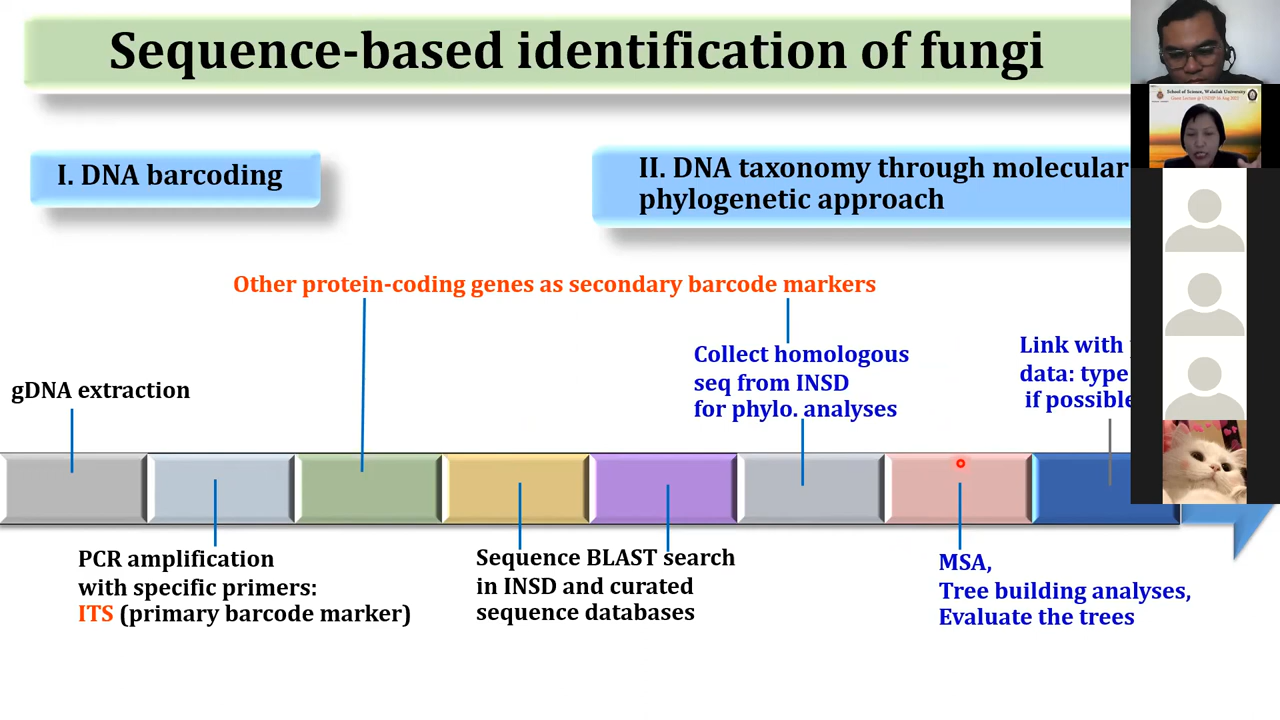 Sequence-based identification of fungi
School of Science, Walailak University
I. DNA barcoding
II. DNA taxonomy through molecular
phylogenetic approach
Other protein-coding genes as secondary barcode markers
Collect homologous
seq from INSD
for phylo. analyses
Link with
data: type
if possible
gDNA extraction
PCR amplification
with specific primers:
ITS (primary barcode marker)
Sequence BLAST search
in INSD and curated
sequence databases
MSA,
Tree building analyses,
Evaluate the trees